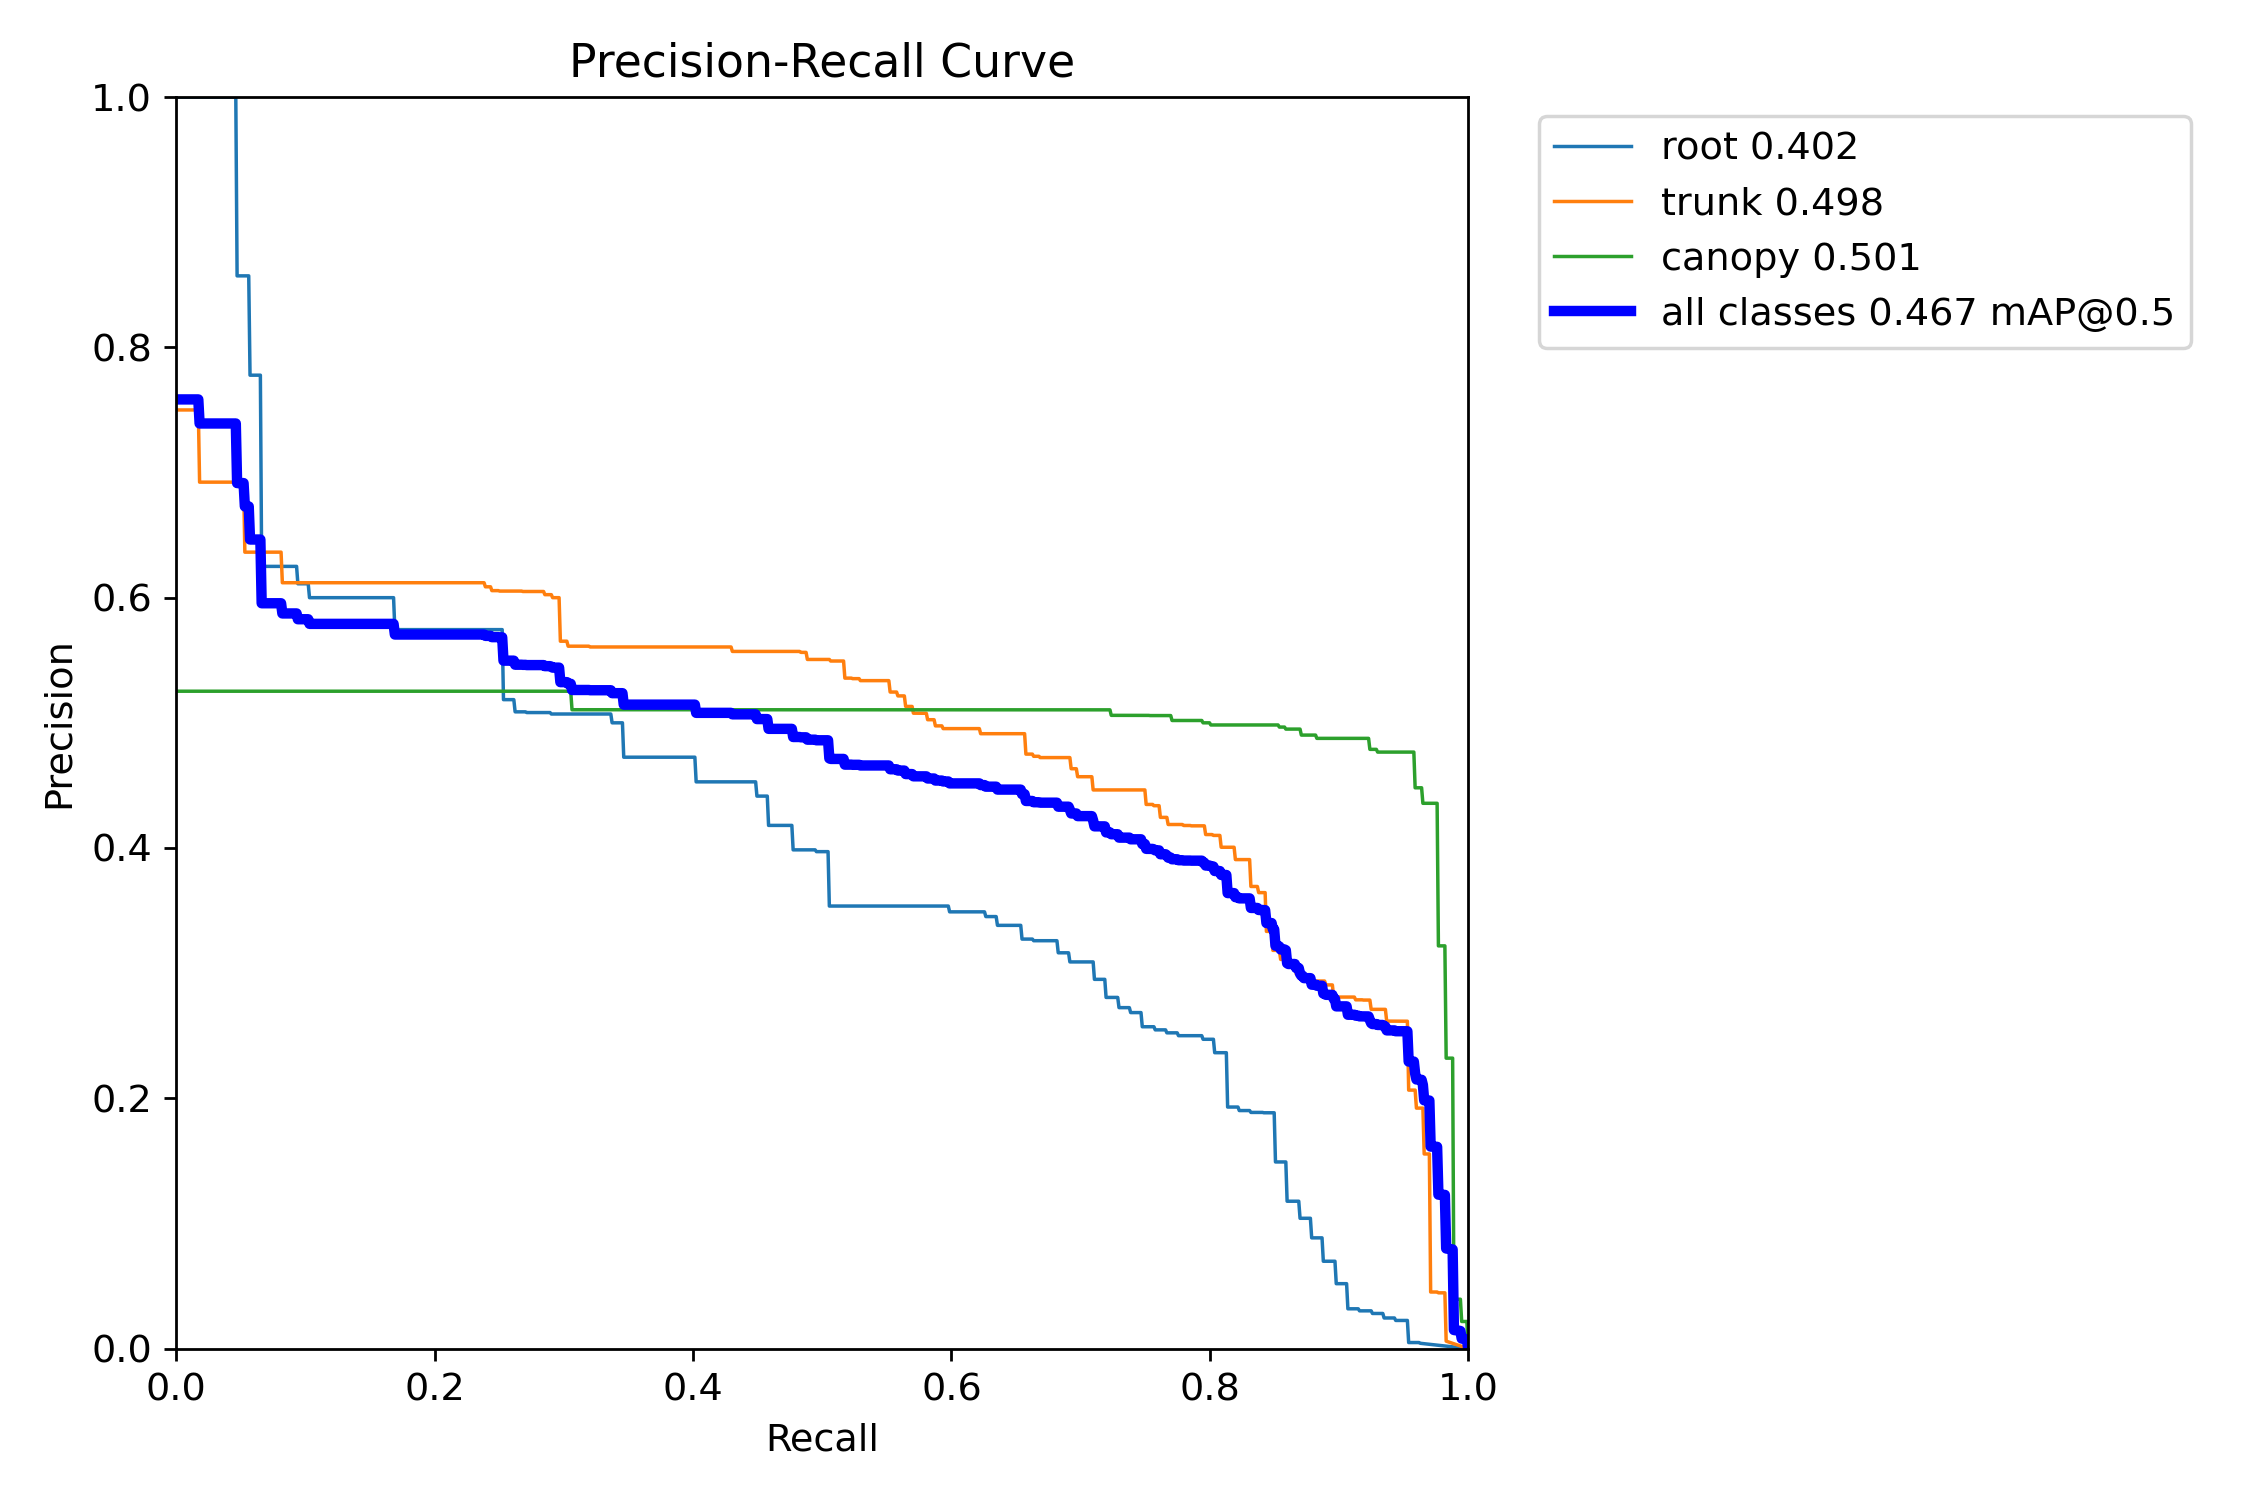 Precision-Recall Curve
1.0
0.8
0.6
0.4
0.2
0.0
Precision
0.0 0.2 0.4 0.6 0.8 1.0
Recall
root 0.402
trunk 0.498
canopy 0.501
all classes 0.467 mAP@0.5